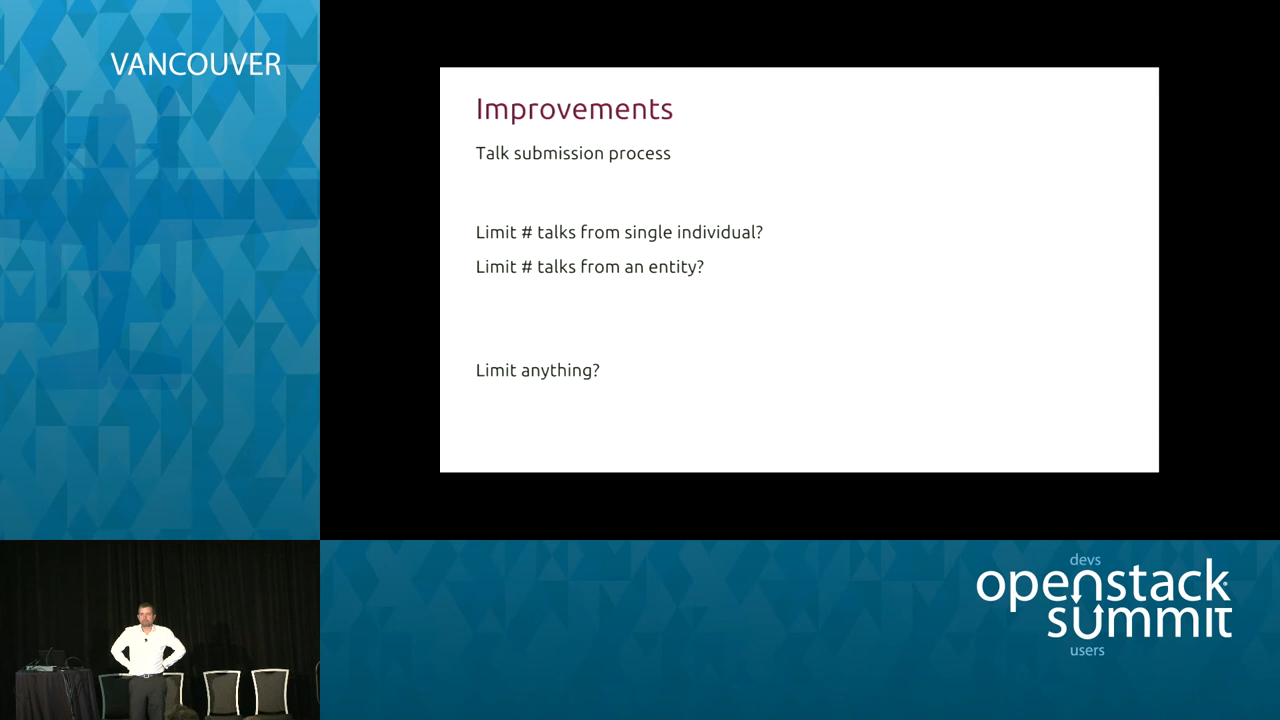 VANCOUVER
Improvements
Talk submission process
Limit # talks from single individual?
Limit # talks from an entity?
Limit anything?
devs
openstack
summit
users